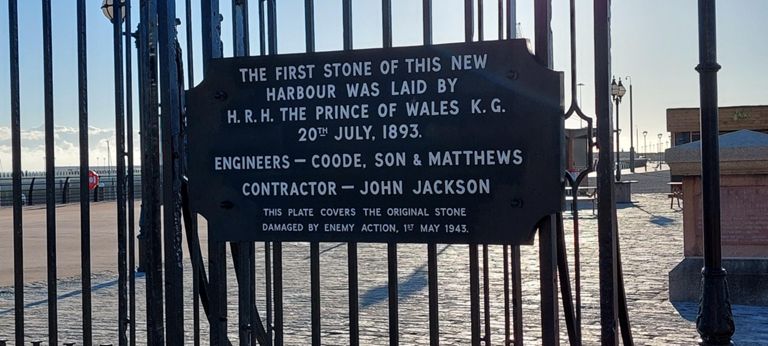 THE FIRST STONE OF THIS NEW
HARBOUR WAS LAID BY
H.R.H. THE PRINCE OF WALES K.G.
20TH JULY, 1893.
ENGINEERS — COODE, SON & MATTHEWS
CONTRACTOR — JOHN JACKSON
THIS PLATE COVERS THE ORIGINAL STONE
DAMAGED BY ENEMY ACTION, 1ST MAY 1943.